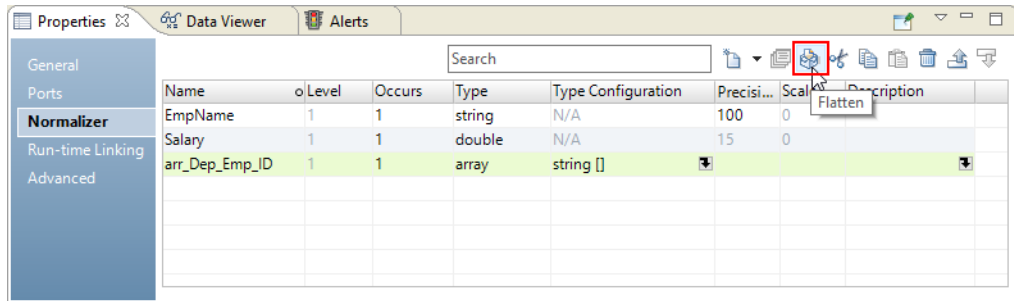 Properties Data Viewer Alerts
General
Search
Ports
Name o Level Occurs Type Type Configuration Precisi... Scale Description
Flatten
Normalizer
EmpName 1 1 string N/A 100 0
Run-time Linking
Salary 1 1 double N/A 15 0
Advanced
arr_Dep_Emp_ID 1 1 array string []